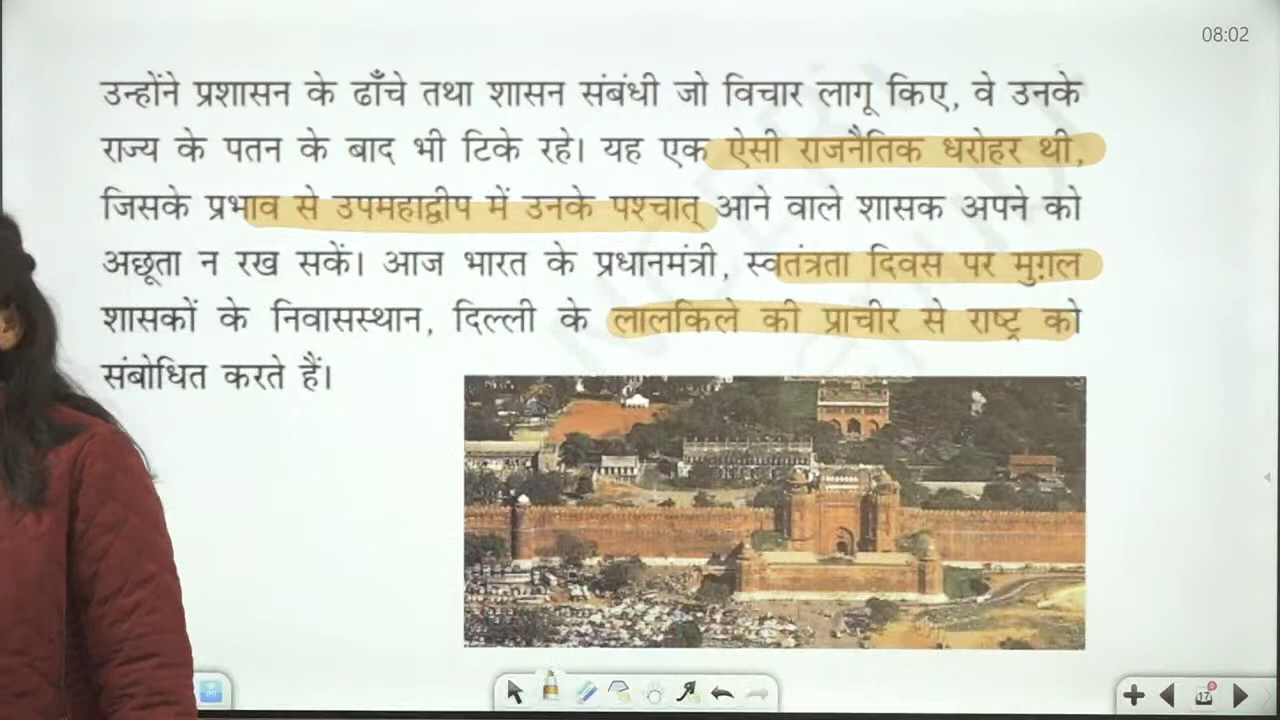 08:02
उन्होंने प्रशासन के ढाँचे तथा शासन संबंधी जो विचार लागू किए, वे उनके
राज्य के पतन के बाद भी टिके रहे। यह एक ऐसी राजनैतिक धरोहर थी,
जिसके प्रभाव से उपमहाद्वीप में उनके पश्चात् आने वाले शासक अपने को
अछूता न रख सकें। आज भारत के प्रधानमंत्री, स्वतंत्रता दिवस पर मुग़ल
शासकों के निवासस्थान, दिल्ली के लालकिले की प्राचीर से राष्ट्र को
संबोधित करते हैं।
17